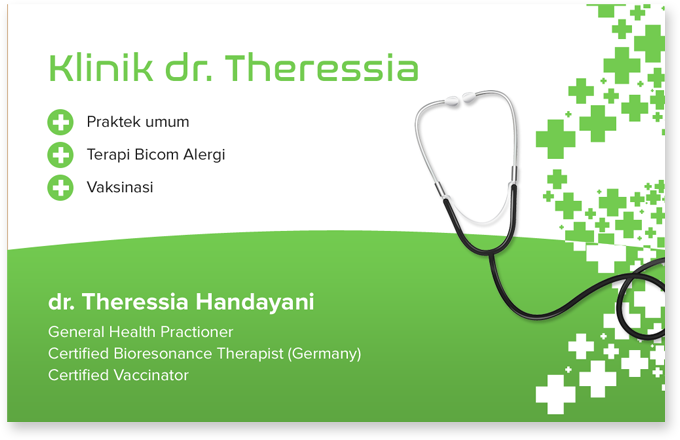 Klinik dr. Theressia
Praktek umum
Terapi Bicom Alergi
Vaksinasi
dr. Theressia Handayani
General Health Practioner
Certified Bioresonance Therapist (Germany)
Certified Vaccinator